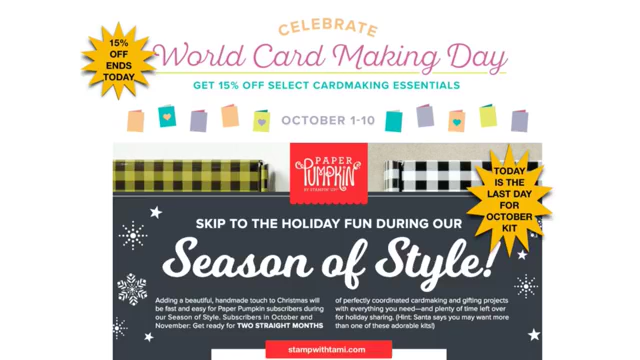 CELEBRATE
World Card Making Day
15%
OFF
ENDS
TODAY
GET 15% OFF SELECT CARDMAKING ESSENTIALS
OCTOBER 1-10
PAPER
PUMPKIN
BY STAMPIN' UP!
TODAY
IS THE
LAST DAY
FOR
OCTOBER
KIT
SKIP TO THE HOLIDAY FUN DURING OUR
Season of Style!
Adding a beautiful, handmade touch to Christmas will
be fast and easy for Paper Pumpkin subscribers during
our Season of Style. Subscribers in October and
November: Get ready for TWO STRAIGHT MONTHS
of perfectly coordinated cardmaking and gifting projects
with everything you need—and plenty of time left over
for holiday sharing. (Hint: Santa says you may want more
than one of these adorable kits!)
stampwithtami.com